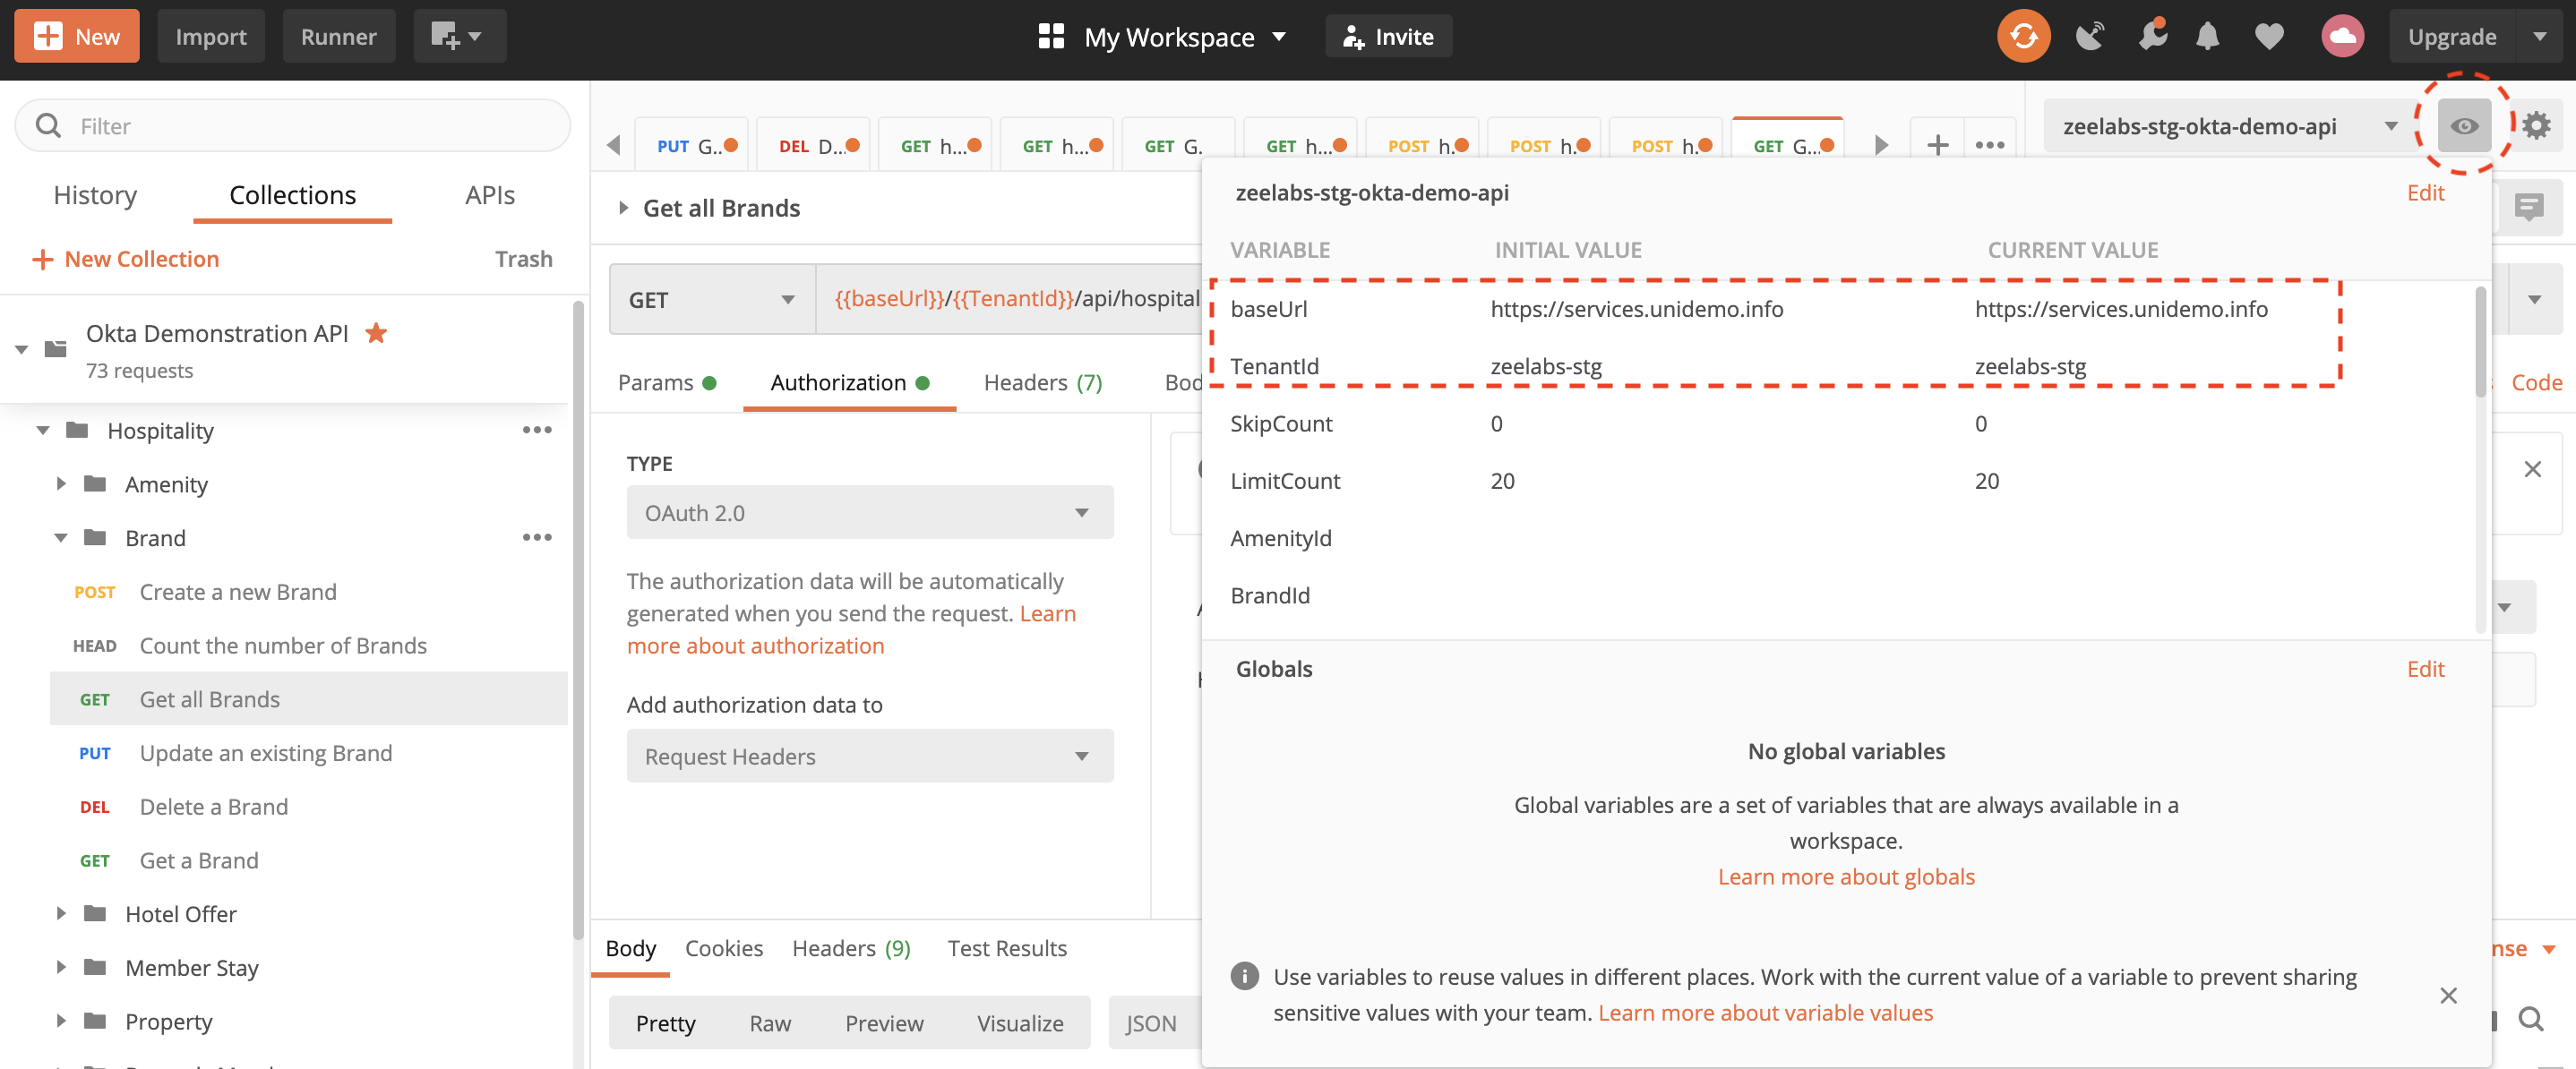 New
Import
Runner
My Workspace
Invite
Upgrade
Filter
History
Collections
APIs
New Collection
Trash
Okta Demonstration API
73 requests
Hospitality
Amenity
Brand
POST Create a new Brand
HEAD Count the number of Brands
GET Get all Brands
PUT Update an existing Brand
DEL Delete a Brand
GET Get a Brand
Hotel Offer
Member Stay
Property
PUT G...
DEL D...
GET h...
GET h...
GET G.
GET h...
POST h.
POST h.
POST h.
GET G...
zeelabs-stg-okta-demo-api
Get all Brands
GET
{{baseUrl}}/{{TenantId}}/api/hospital
Params
Authorization
Headers (7)
Bod
Code
TYPE
OAuth 2.0
The authorization data will be automatically
generated when you send the request. Learn
more about authorization
Add authorization data to
Request Headers
Body
Cookies
Headers (9)
Test Results
Pretty
Raw
Preview
Visualize
JSON
zeelabs-stg-okta-demo-api
Edit
VARIABLE INITIAL VALUE CURRENT VALUE
baseUrl https://services.unidemo.info https://services.unidemo.info
TenantId zeelabs-stg zeelabs-stg
SkipCount 0 0
LimitCount 20 20
AmenityId
BrandId
Globals
Edit
No global variables
Global variables are a set of variables that are always available in a
workspace.
Learn more about globals
Use variables to reuse values in different places. Work with the current value of a variable to prevent sharing
sensitive values with your team. Learn more about variable values
nse